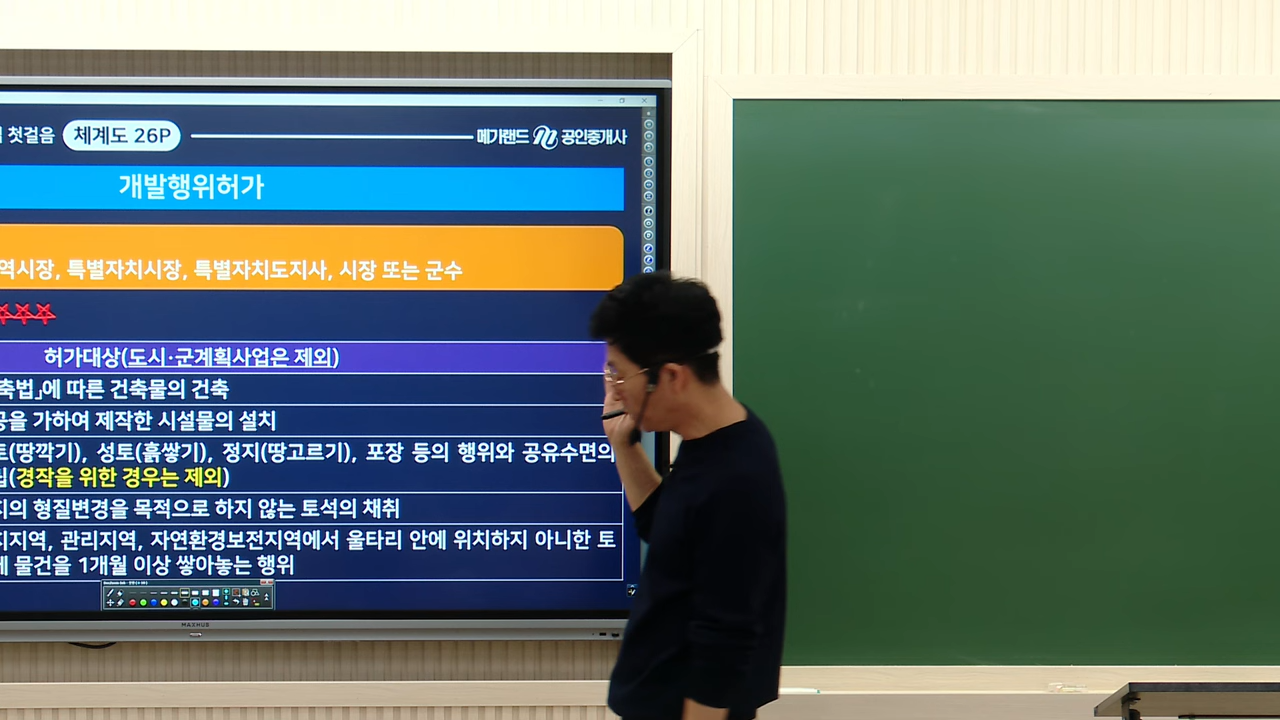 첫걸음 체계도 26P 메가랜드 공인중개사
개발행위허가
역시장, 특별자치시장, 특별자치도지사, 시장 또는 군수
허가대상(도시·군계획사업은 제외)
축법」에 따른 건축물의 건축
공을 가하여 제작한 시설물의 설치
토(땅깍기), 성토(흙쌓기), 정지(땅고르기), 포장 등의 행위와 공유수면의
립(경작을 위한 경우는 제외)
지의 형질변경을 목적으로 하지 않는 토석의 채취
지지역, 관리지역, 자연환경보전지역에서 울타리 안에 위치하지 아니한 토
에 물건을 1개월 이상 쌓아놓는 행위
MAXHUB